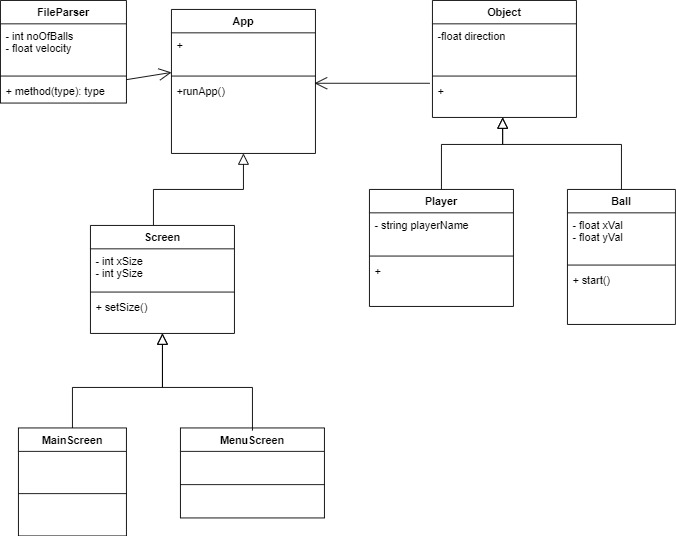 FileParser
- int noOfBalls
- float velocity
+ method(type): type
App
+
+runApp()
Object
-float direction
+
Player
- string playerName
+
Ball
- float xVal
- float yVal
+ start()
Screen
- int xSize
- int ySize
+ setSize()
MainScreen
MenuScreen